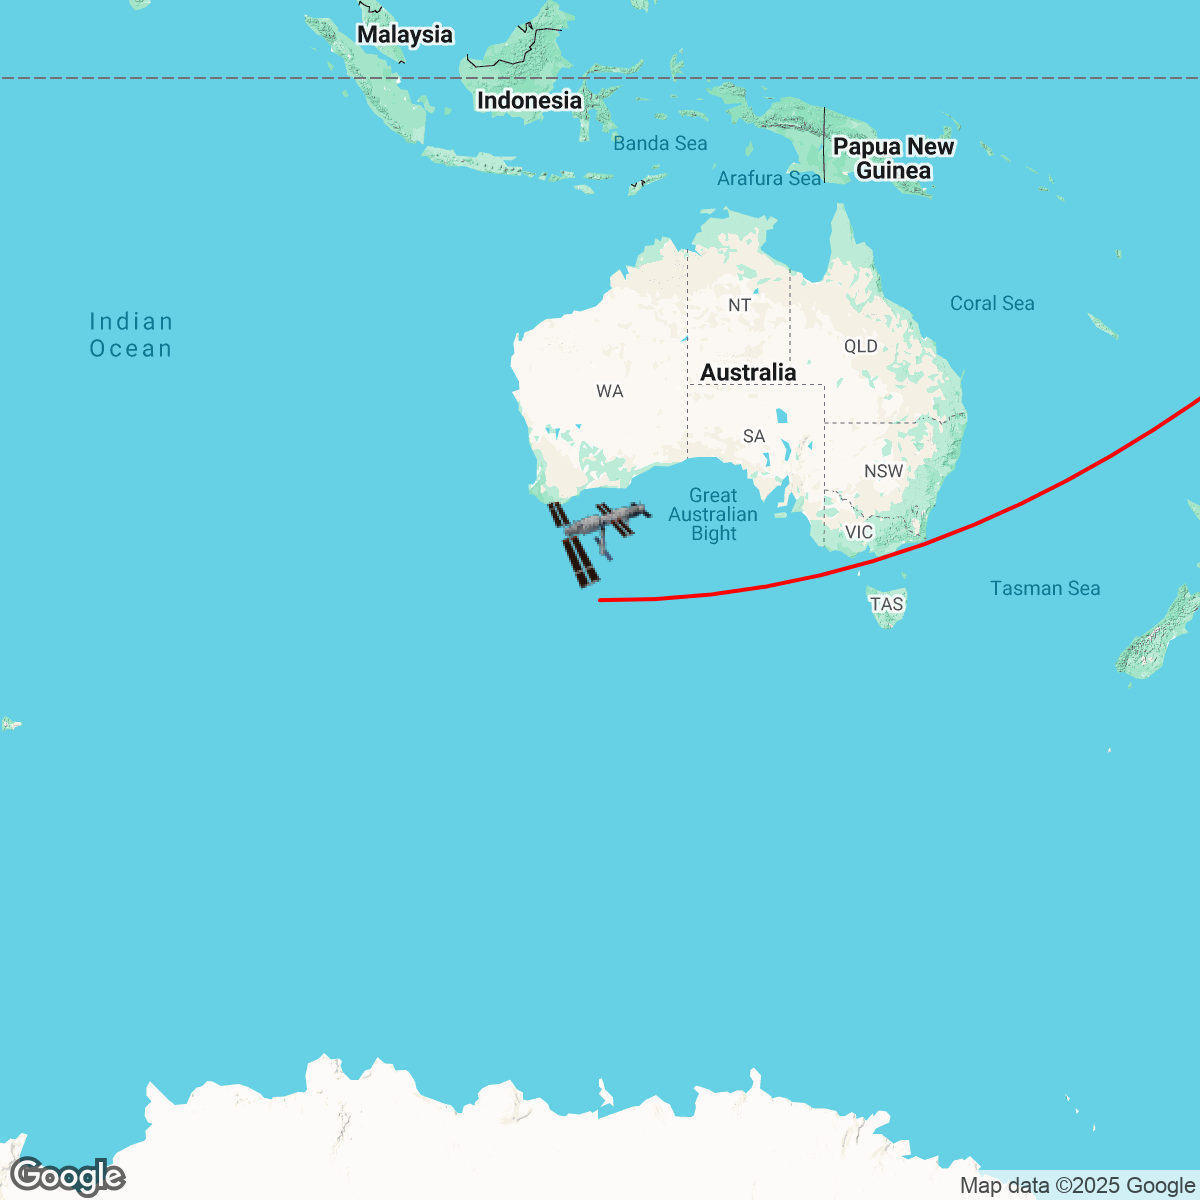 Malaysia
Indonesia
Banda Sea
Papua New
Guinea
Arafura Sea
Indian
Ocean
NT
Coral Sea
QLD
Australia
WA
SA
NSW
Great
Australian
Bight
VIC
Tasman Sea
TAS
Google
Map data ©2025 Google